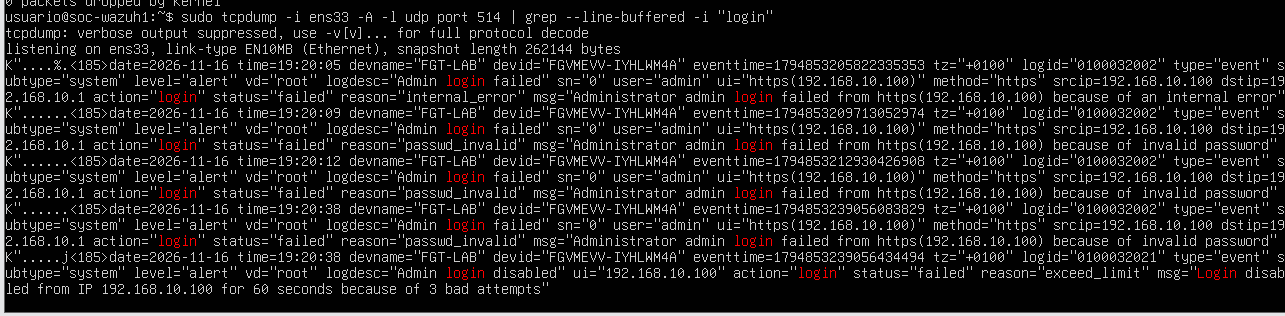 0 packets dropped by kernel
usuario@soc-wazuh1:~$ sudo tcpdump -i ens33 -A -l udp port 514 | grep --line-buffered -i "login"
tcpdump: verbose output suppressed, use -v[v]... for full protocol decode
listening on ens33, link-type EN10MB (Ethernet), snapshot length 262144 bytes
K"....%.<185>date=2026-11-16 time=19:20:05 devname="FGT-LAB" devid="FGVMEVV-IYHLWM4A" eventtime=1794853205822335353 tz="+0100" logid="0100032002" type="event" s
ubtype="system" level="alert" vd="root" logdesc="Admin login failed" sn="0" user="admin" ui="https(192.168.10.100)" method="https" srcip=192.168.10.100 dstip=19
2.168.10.1 action="login" status="failed" reason="internal_error" msg="Administrator admin login failed from https(192.168.10.100) because of an internal error"
K"......<185>date=2026-11-16 time=19:20:09 devname="FGT-LAB" devid="FGVMEVV-IYHLWM4A" eventtime=1794853209713052974 tz="+0100" logid="0100032002" type="event" s
ubtype="system" level="alert" vd="root" logdesc="Admin login failed" sn="0" user="admin" ui="https(192.168.10.100)" method="https" srcip=192.168.10.100 dstip=19
2.168.10.1 action="login" status="failed" reason="passwd_invalid" msg="Administrator admin login failed from https(192.168.10.100) because of invalid password"
K"......<185>date=2026-11-16 time=19:20:12 devname="FGT-LAB" devid="FGVMEVV-IYHLWM4A" eventtime=1794853212930426908 tz="+0100" logid="0100032002" type="event" s
ubtype="system" level="alert" vd="root" logdesc="Admin login failed" sn="0" user="admin" ui="https(192.168.10.100)" method="https" srcip=192.168.10.100 dstip=19
2.168.10.1 action="login" status="failed" reason="passwd_invalid" msg="Administrator admin login failed from https(192.168.10.100) because of invalid password"
K"......<185>date=2026-11-16 time=19:20:38 devname="FGT-LAB" devid="FGVMEVV-IYHLWM4A" eventtime=1794853239056083829 tz="+0100" logid="0100032002" type="event" s
ubtype="system" level="alert" vd="root" logdesc="Admin login failed" sn="0" user="admin" ui="https(192.168.10.100)" method="https" srcip=192.168.10.100 dstip=19
2.168.10.1 action="login" status="failed" reason="passwd_invalid" msg="Administrator admin login failed from https(192.168.10.100) because of invalid password"
K".....j<185>date=2026-11-16 time=19:20:38 devname="FGT-LAB" devid="FGVMEVV-IYHLWM4A" eventtime=1794853239056434494 tz="+0100" logid="0100032021" type="event" s
ubtype="system" level="alert" vd="root" logdesc="Admin login disabled" ui="192.168.10.100" action="login" status="failed" reason="exceed_limit" msg="Login disab
led from IP 192.168.10.100 for 60 seconds because of 3 bad attempts"